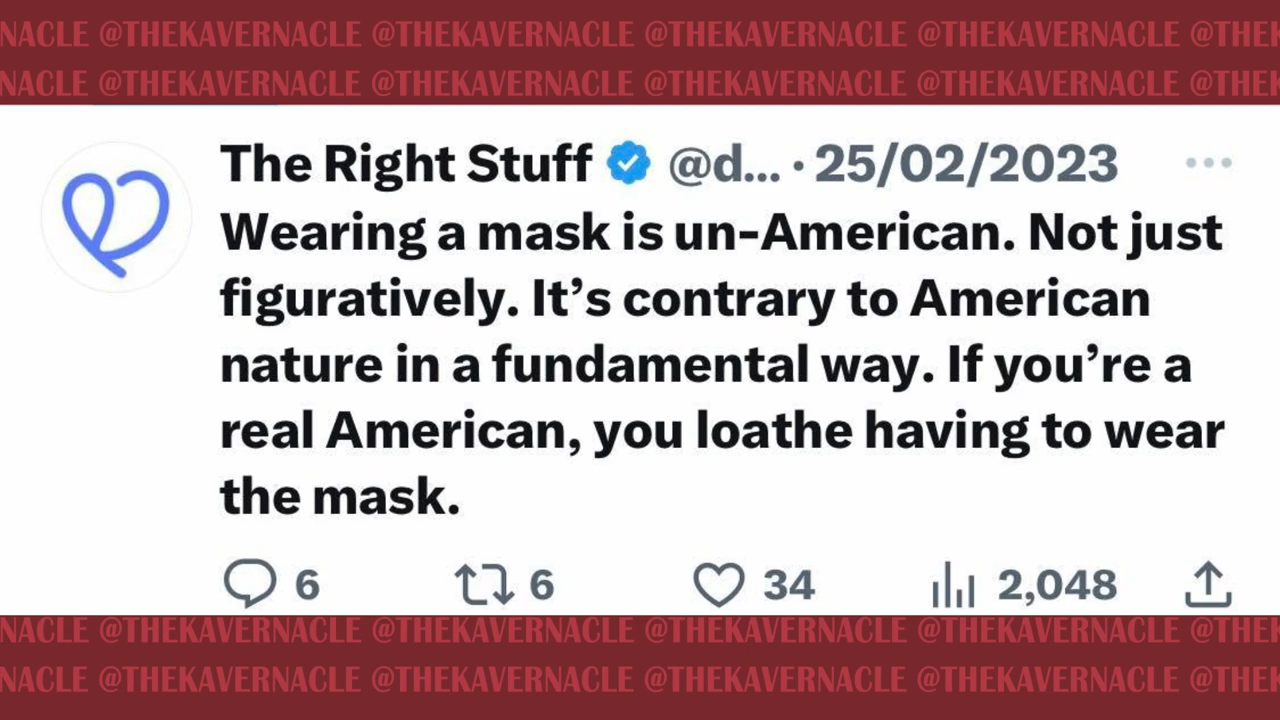 NACLE @THEKAVERNACLE @THEKAVERNACLE @THEKAVERNACLE @THEKAVERNACLE @THEK
NACLE @THEKAVERNACLE @THEKAVERNACLE @THEKAVERNACLE @THEKAVERNACLE @THEK
The Right Stuff @d... · 25/02/2023 ...
Wearing a mask is un-American. Not just
figuratively. It’s contrary to American
nature in a fundamental way. If you’re a
real American, you loathe having to wear
the mask.
6 6 34 2,048
NACLE @THEKAVERNACLE @THEKAVERNACLE @THEKAVERNACLE @THEKAVERNACLE @THEK
NACLE @THEKAVERNACLE @THEKAVERNACLE @THEKAVERNACLE @THEKAVERNACLE @THEK